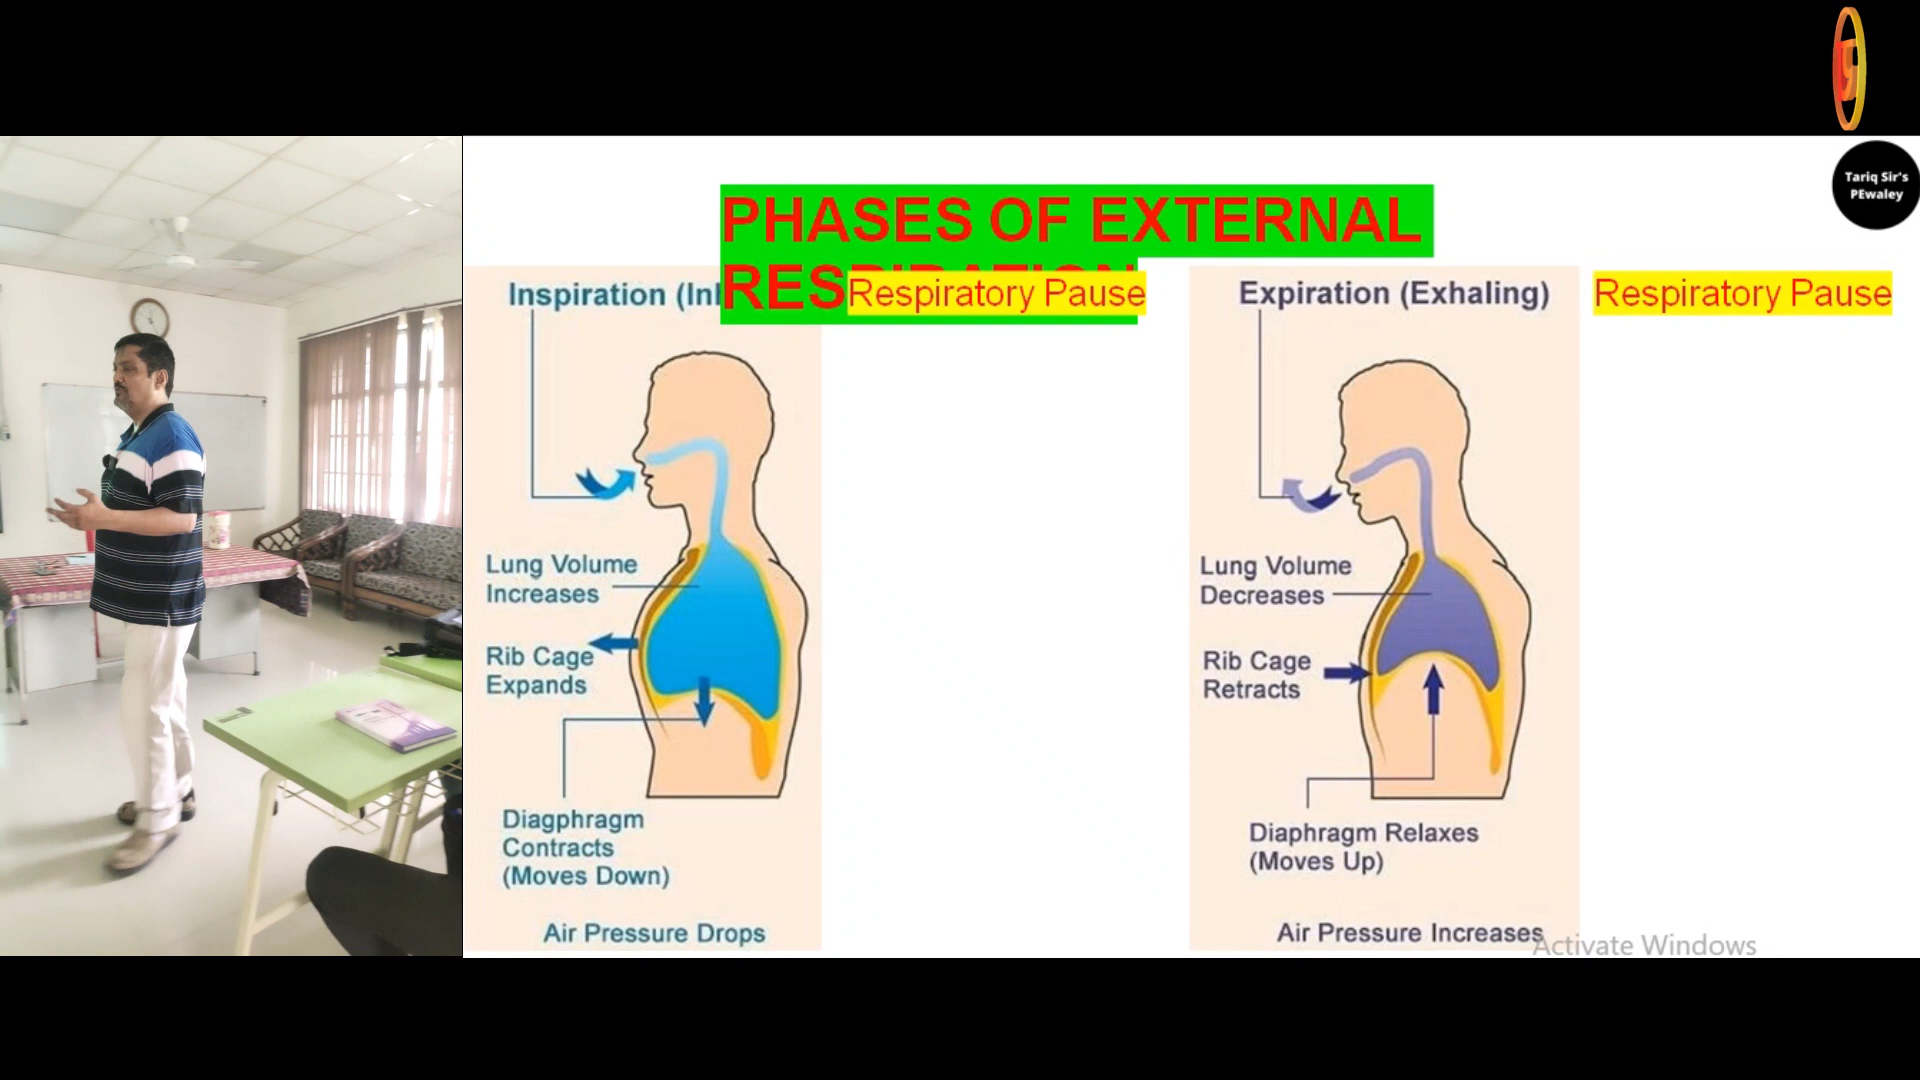 Tariq Sir's
PEwaley
PHASES OF EXTERNAL
RESPIRATION
Inspiration (Inh
Respiratory Pause
Expiration (Exhaling)
Respiratory Pause
Lung Volume
Increases
Rib Cage
Expands
Diagphragm
Contracts
(Moves Down)
Air Pressure Drops
Lung Volume
Decreases
Rib Cage
Retracts
Diaphragm Relaxes
(Moves Up)
Air Pressure Increases
Activate Windows